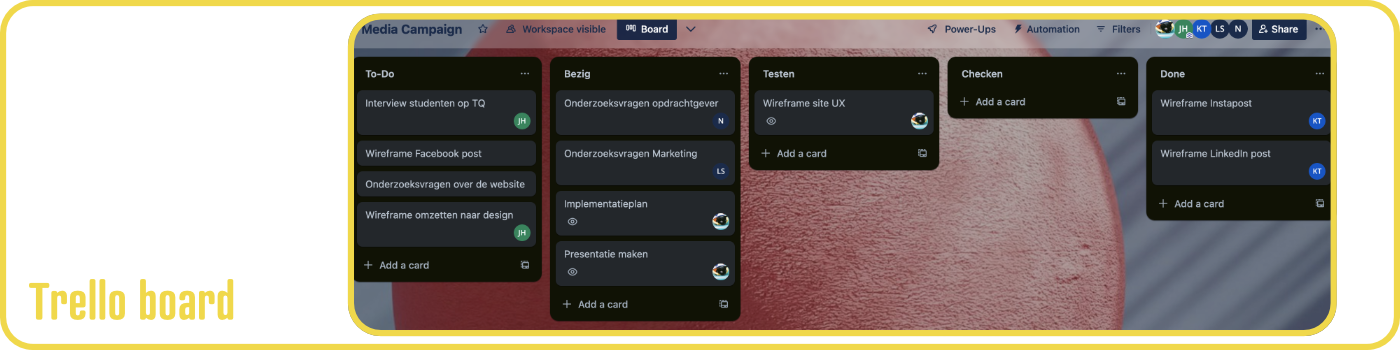 Media Campaign
Workspace visible
Board
Power-Ups
Automation
Filters
JH
KT
LS
N
Share
To-Do
Interview studenten op TQ
JH
Wireframe Facebook post
Onderzoeksvragen over de website
Wireframe omzetten naar design
JH
+ Add a card
Bezig
Onderzoeksvragen opdrachtgever
N
Onderzoeksvragen Marketing
LS
Implementatieplan
Presentatie maken
+ Add a card
Testen
Wireframe site UX
+ Add a card
Checken
+ Add a card
Done
Wireframe Instapost
KT
Wireframe LinkedIn post
KT
+ Add a card
Trello board